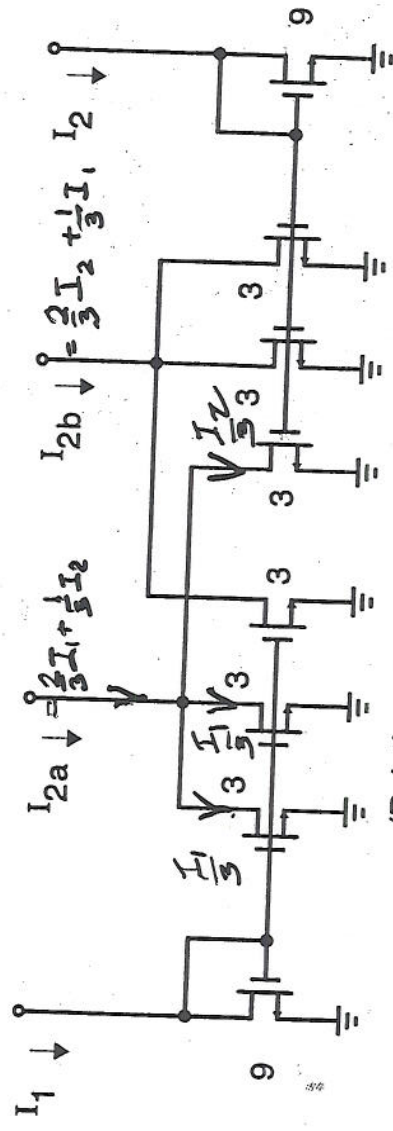 I1
I2a
= 2/3 I1 + 1/3 I2
I2b
= 2/3 I2 + 1/3 I1
I2
I1/3
I1/3
I2/3
9
3
3
3
3
3
3
9